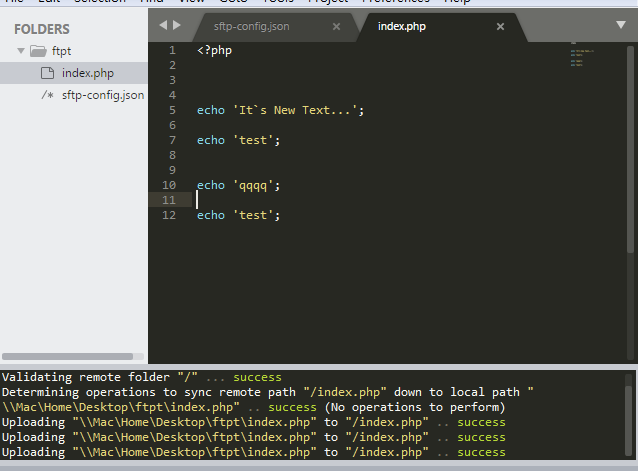 File Edit Selection Find View Goto Tools Project Preferences Help
FOLDERS
ftpt
index.php
/* sftp-config.json
sftp-config.json × index.php ×
1 <?php
2
3
4
5 echo 'It`s New Text...';
6
7 echo 'test';
8
9
10 echo 'qqqq';
11
12 echo 'test';
Validating remote folder "/" ... success
Determining operations to sync remote path "/index.php" down to local path "
\\Mac\Home\Desktop\ftpt\index.php" .. success (No operations to perform)
Uploading "\\Mac\Home\Desktop\ftpt\index.php" to "/index.php" .. success
Uploading "\\Mac\Home\Desktop\ftpt\index.php" to "/index.php" .. success
Uploading "\\Mac\Home\Desktop\ftpt\index.php" to "/index.php" .. success